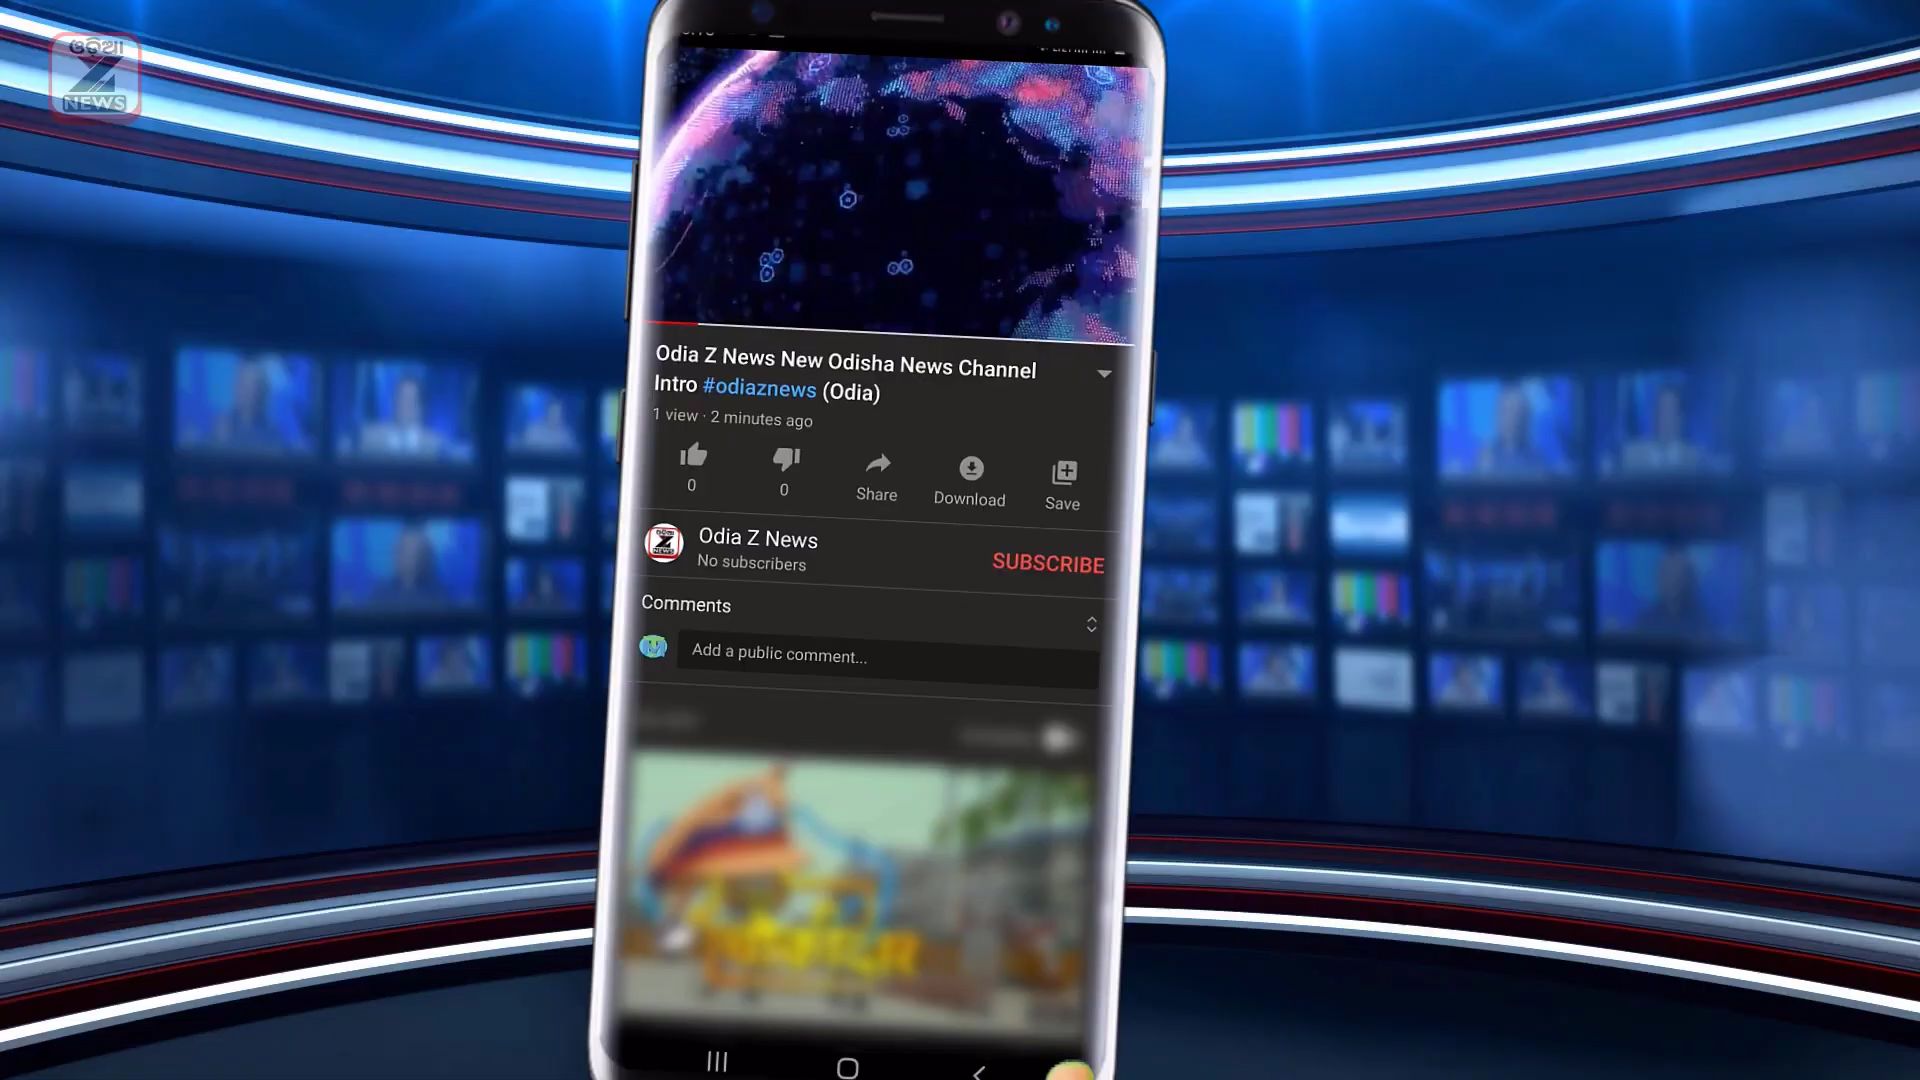 ଓଡ଼ିଆ
Z
NEWS
Odia Z News New Odisha News Channel
Intro #odiaznews (Odia)
1 view · 2 minutes ago
0
0
Share
Download
Save
Odia Z News
No subscribers
SUBSCRIBE
Comments
Add a public comment...